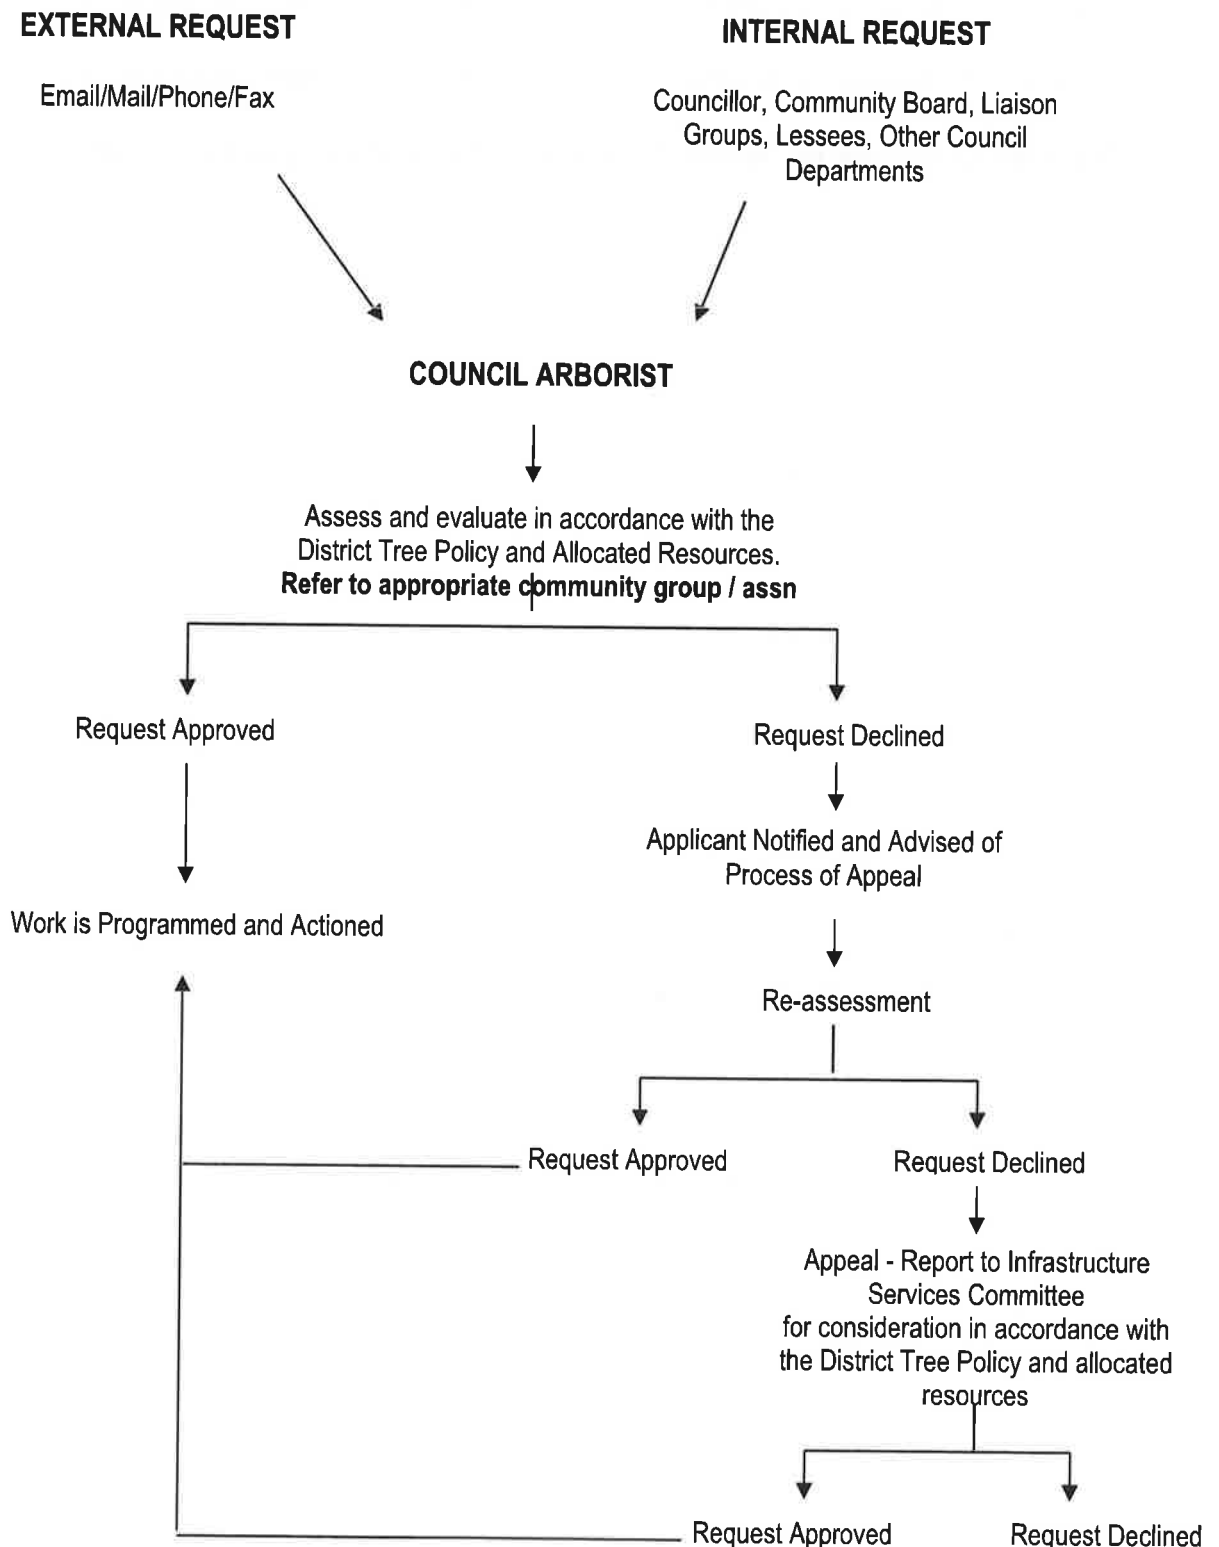 EXTERNAL REQUEST
INTERNAL REQUEST
Email/Mail/Phone/Fax
Councillor, Community Board, Liaison
Groups, Lessees, Other Council
Departments
COUNCIL ARBORIST
Assess and evaluate in accordance with the
District Tree Policy and Allocated Resources.
Refer to appropriate community group / assn
Request Approved
Request Declined
Applicant Notified and Advised of
Process of Appeal
Work is Programmed and Actioned
Re-assessment
Request Approved
Request Declined
Appeal - Report to Infrastructure
Services Committee
for consideration in accordance with
the District Tree Policy and allocated
resources
Request Approved
Request Declined